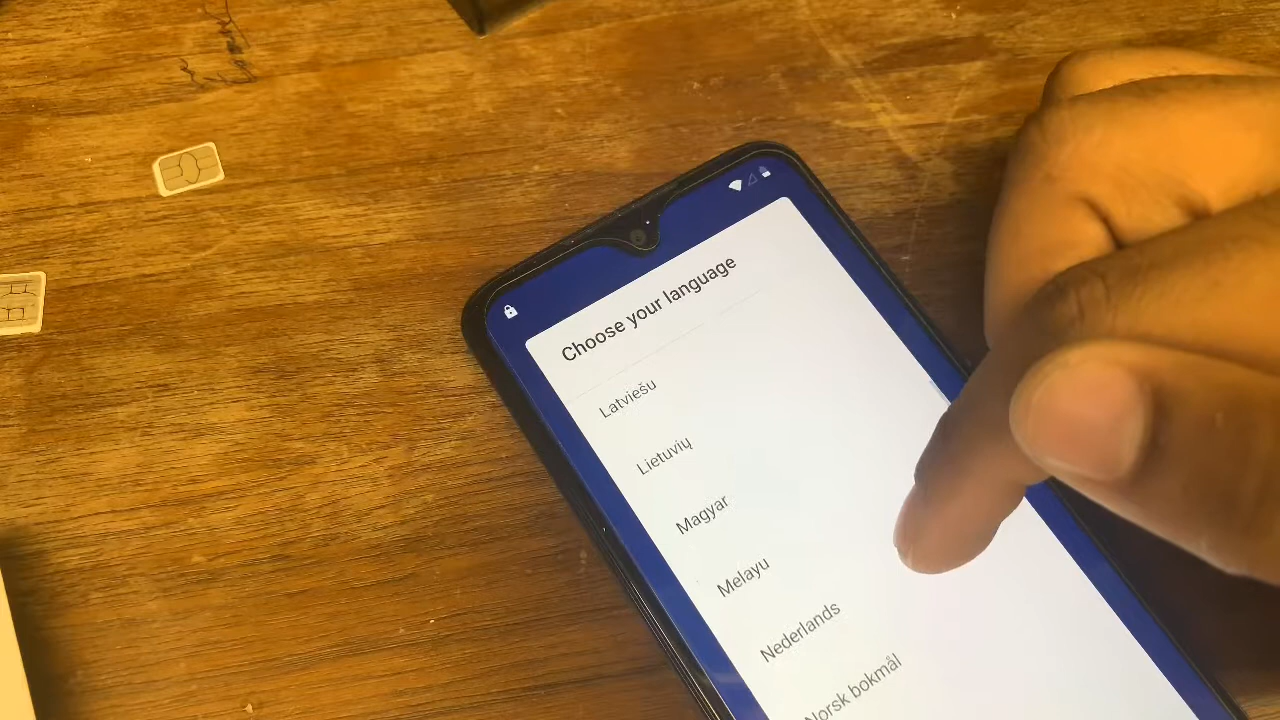 Choose your language
Latviešu
Lietuvių
Magyar
Melayu
Nederlands
Norsk bokmål